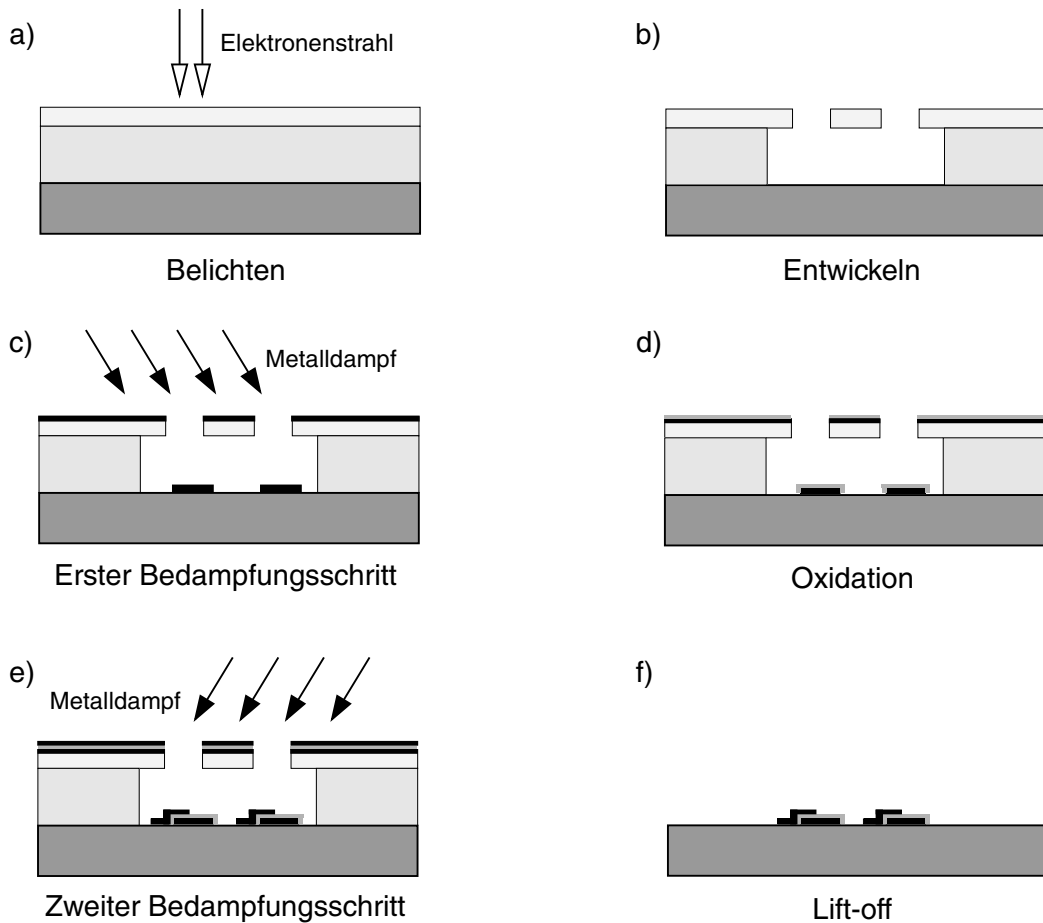 a)
Elektronenstrahl
Belichten
b)
Entwickeln
c)
Metalldampf
Erster Bedampfungsschritt
d)
Oxidation
e)
Metalldampf
Zweiter Bedampfungsschritt
f)
Lift-off